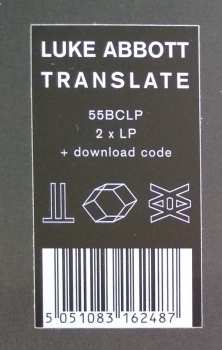 LUKE ABBOTT
TRANSLATE
55BCLP
2 x LP
+ download code
5 051083 162487